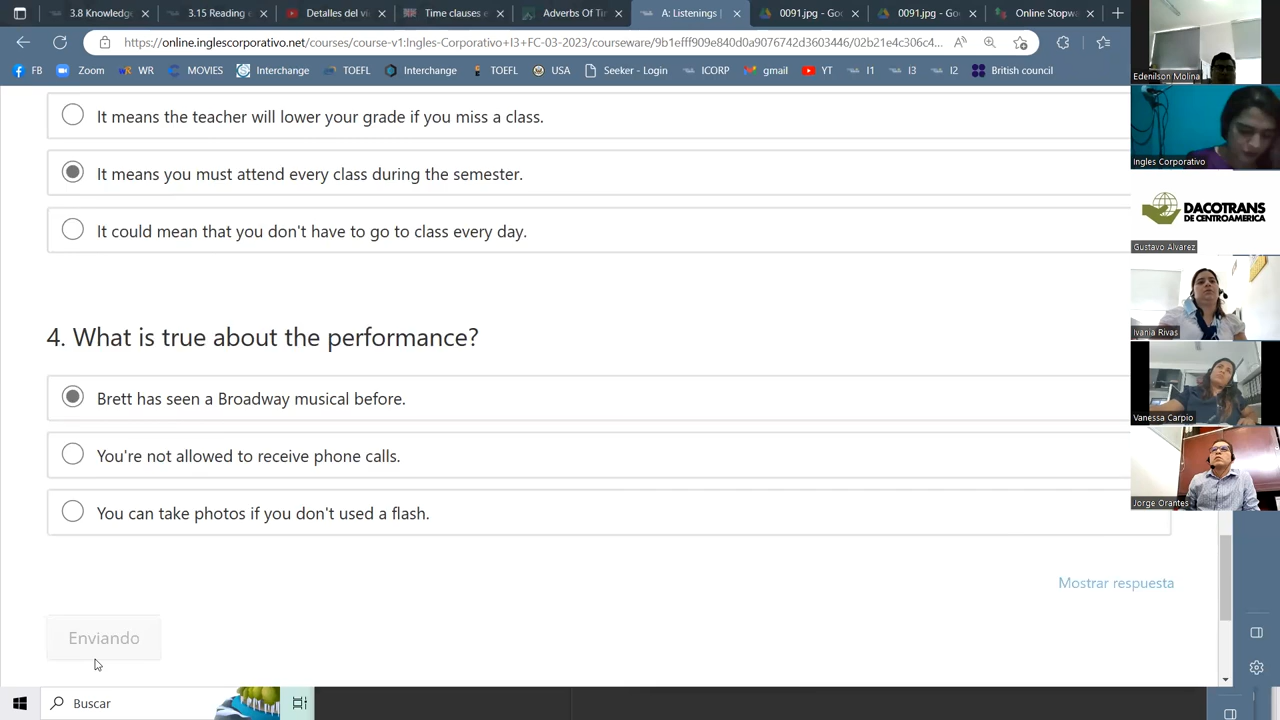 3.8 Knowledg
3.15 Reading e
Detalles del vi
Time clauses e
Adverbs Of Tim
A: Listenings |
0091.jpg - Goo
0091.jpg - Goo
Online Stopwa
https://online.inglescorporativo.net/courses/course-v1:Ingles-Corporativo+I3+FC-03-2023/courseware/9b1efff909e840d0a9076742d3603446/02b21e4c306c4...
FB
Zoom
WR
MOVIES
Interchange
TOEFL
Interchange
TOEFL
USA
Seeker - Login
ICORP
gmail
YT
I1
I3
I2
British council
It means the teacher will lower your grade if you miss a class.
It means you must attend every class during the semester.
It could mean that you don't have to go to class every day.
4. What is true about the performance?
Brett has seen a Broadway musical before.
You're not allowed to receive phone calls.
You can take photos if you don't used a flash.
Mostrar respuesta
Enviando
Buscar
Edenilson Molina
Ingles Corporativo
DACOTRANS
DE CENTROAMERICA
Gustavo Alvarez
Ivania Rivas
Vanessa Carpio
Jorge Orantes